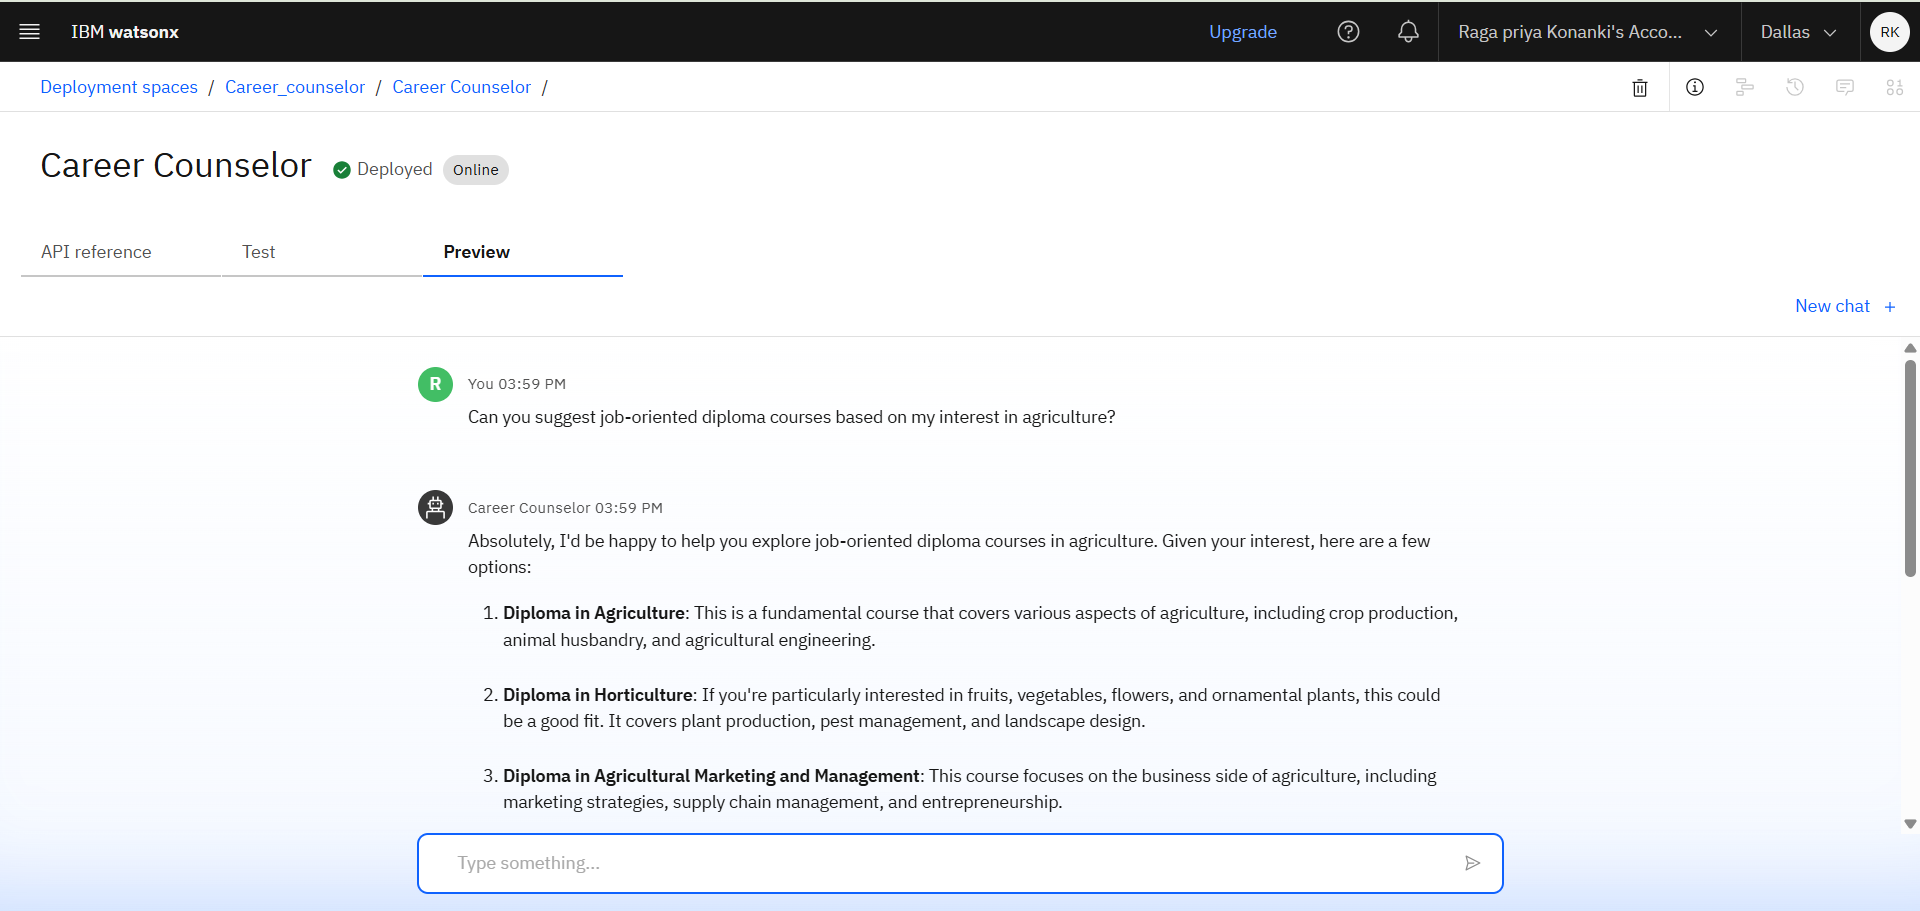 IBM watsonx
Upgrade
Raga priya Konanki's Acco...
Dallas
RK
Deployment spaces / Career_counselor / Career Counselor /
Career Counselor
Deployed
Online
API reference
Test
Preview
New chat +
R
You 03:59 PM
Can you suggest job-oriented diploma courses based on my interest in agriculture?
Career Counselor 03:59 PM
Absolutely, I'd be happy to help you explore job-oriented diploma courses in agriculture. Given your interest, here are a few
options:
1. Diploma in Agriculture: This is a fundamental course that covers various aspects of agriculture, including crop production,
animal husbandry, and agricultural engineering.
2. Diploma in Horticulture: If you're particularly interested in fruits, vegetables, flowers, and ornamental plants, this could
be a good fit. It covers plant production, pest management, and landscape design.
3. Diploma in Agricultural Marketing and Management: This course focuses on the business side of agriculture, including
marketing strategies, supply chain management, and entrepreneurship.
Type something...